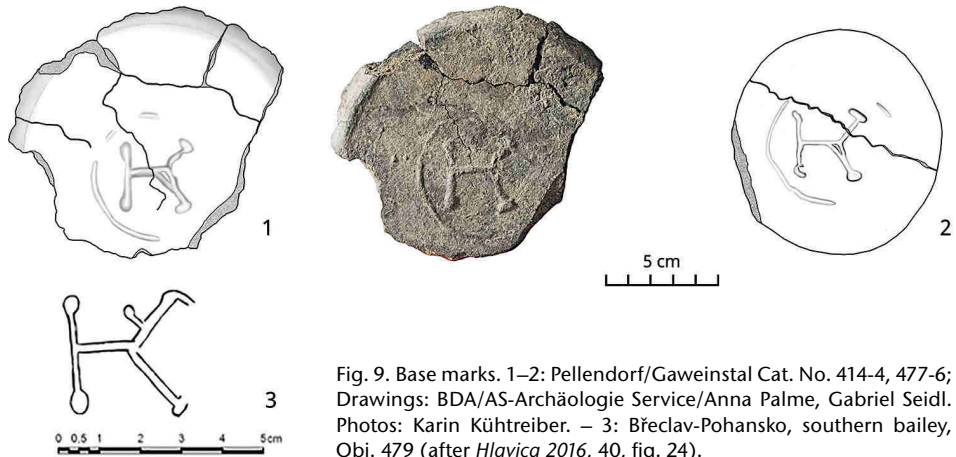 1
2
5 cm
3
0 0,5 1 2 3 4 5cm
Fig. 9. Base marks. 1–2: Pellendorf/Gaweinstal Cat. No. 414-4, 477-6;
Drawings: BDA/AS-Archäologie Service/Anna Palme, Gabriel Seidl.
Photos: Karin Kühtreiber. – 3: Břeclav-Pohansko, southern bailey,
Obj. 479 (after Hlavica 2016, 40, fig. 24).